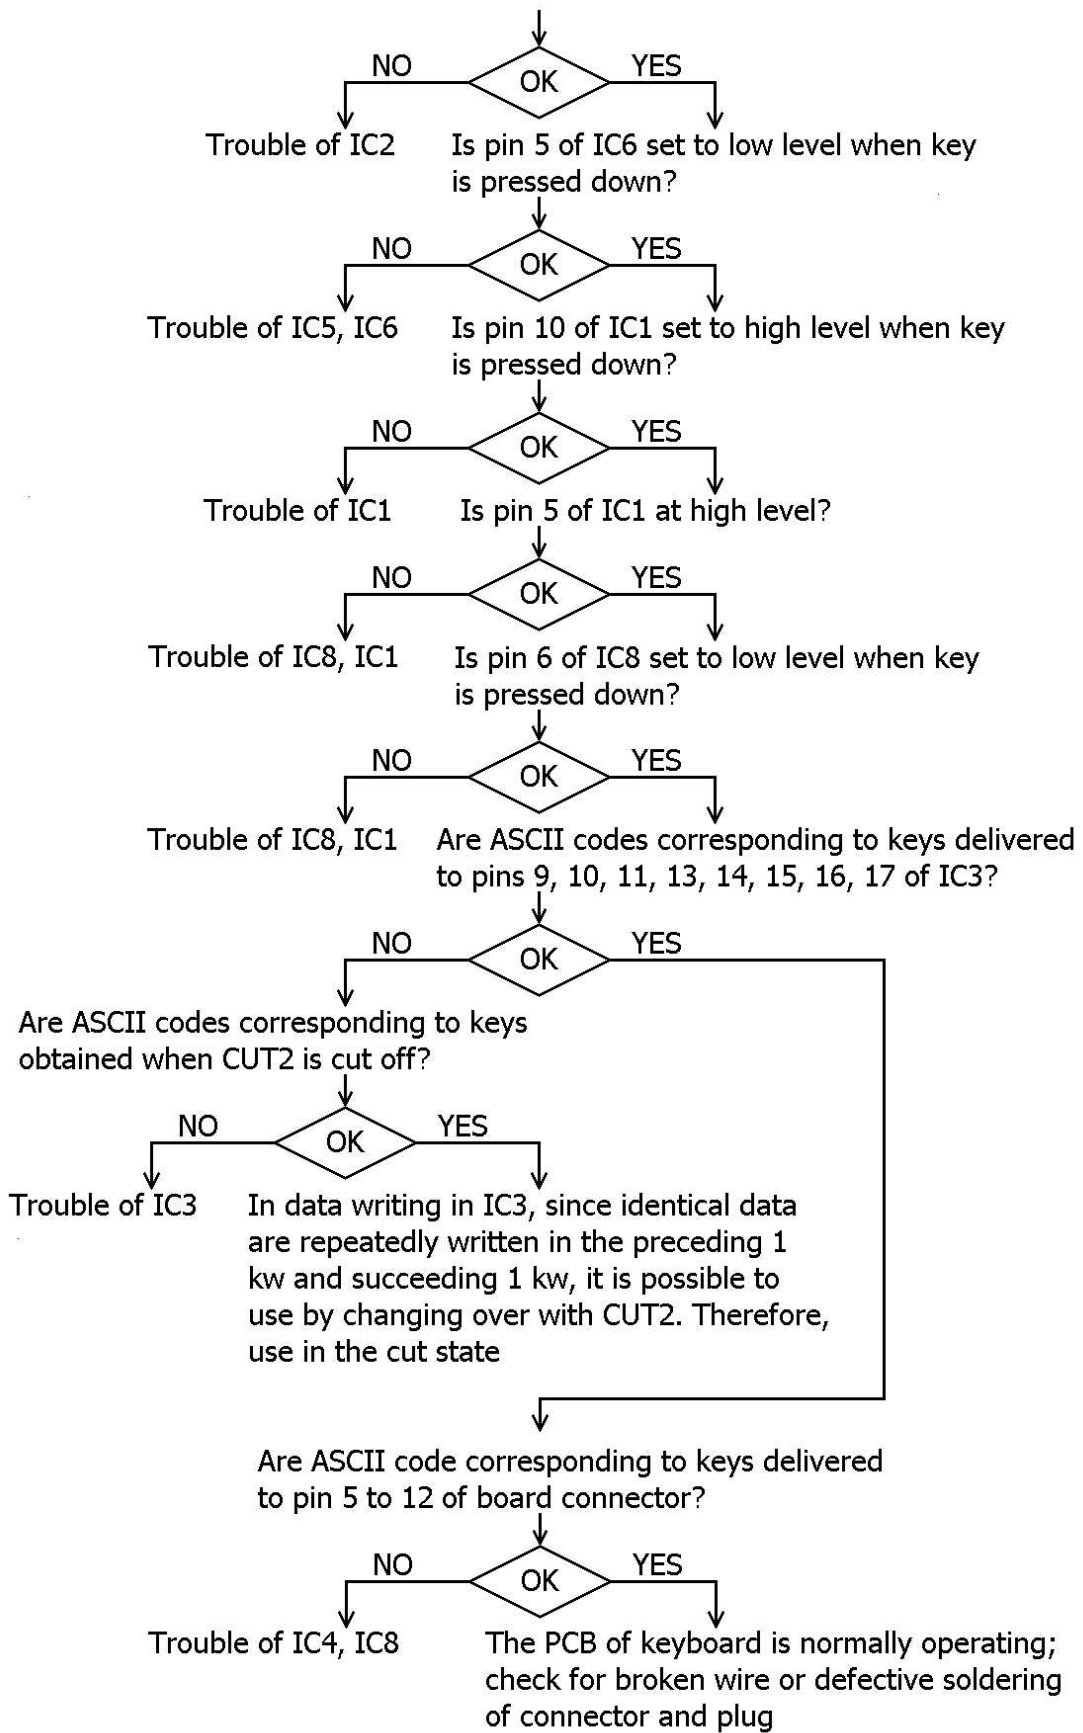 NO
OK
YES
Trouble of IC2
Is pin 5 of IC6 set to low level when key
is pressed down?
NO
OK
YES
Trouble of IC5, IC6
Is pin 10 of IC1 set to high level when key
is pressed down?
NO
OK
YES
Trouble of IC1
Is pin 5 of IC1 at high level?
NO
OK
YES
Trouble of IC8, IC1
Is pin 6 of IC8 set to low level when key
is pressed down?
NO
OK
YES
Trouble of IC8, IC1
Are ASCII codes corresponding to keys delivered
to pins 9, 10, 11, 13, 14, 15, 16, 17 of IC3?
NO
OK
YES
Are ASCII codes corresponding to keys
obtained when CUT2 is cut off?
NO
OK
YES
Trouble of IC3
In data writing in IC3, since identical data
are repeatedly written in the preceding 1
kw and succeeding 1 kw, it is possible to
use by changing over with CUT2. Therefore,
use in the cut state
Are ASCII code corresponding to keys delivered
to pin 5 to 12 of board connector?
NO
OK
YES
Trouble of IC4, IC8
The PCB of keyboard is normally operating;
check for broken wire or defective soldering
of connector and plug